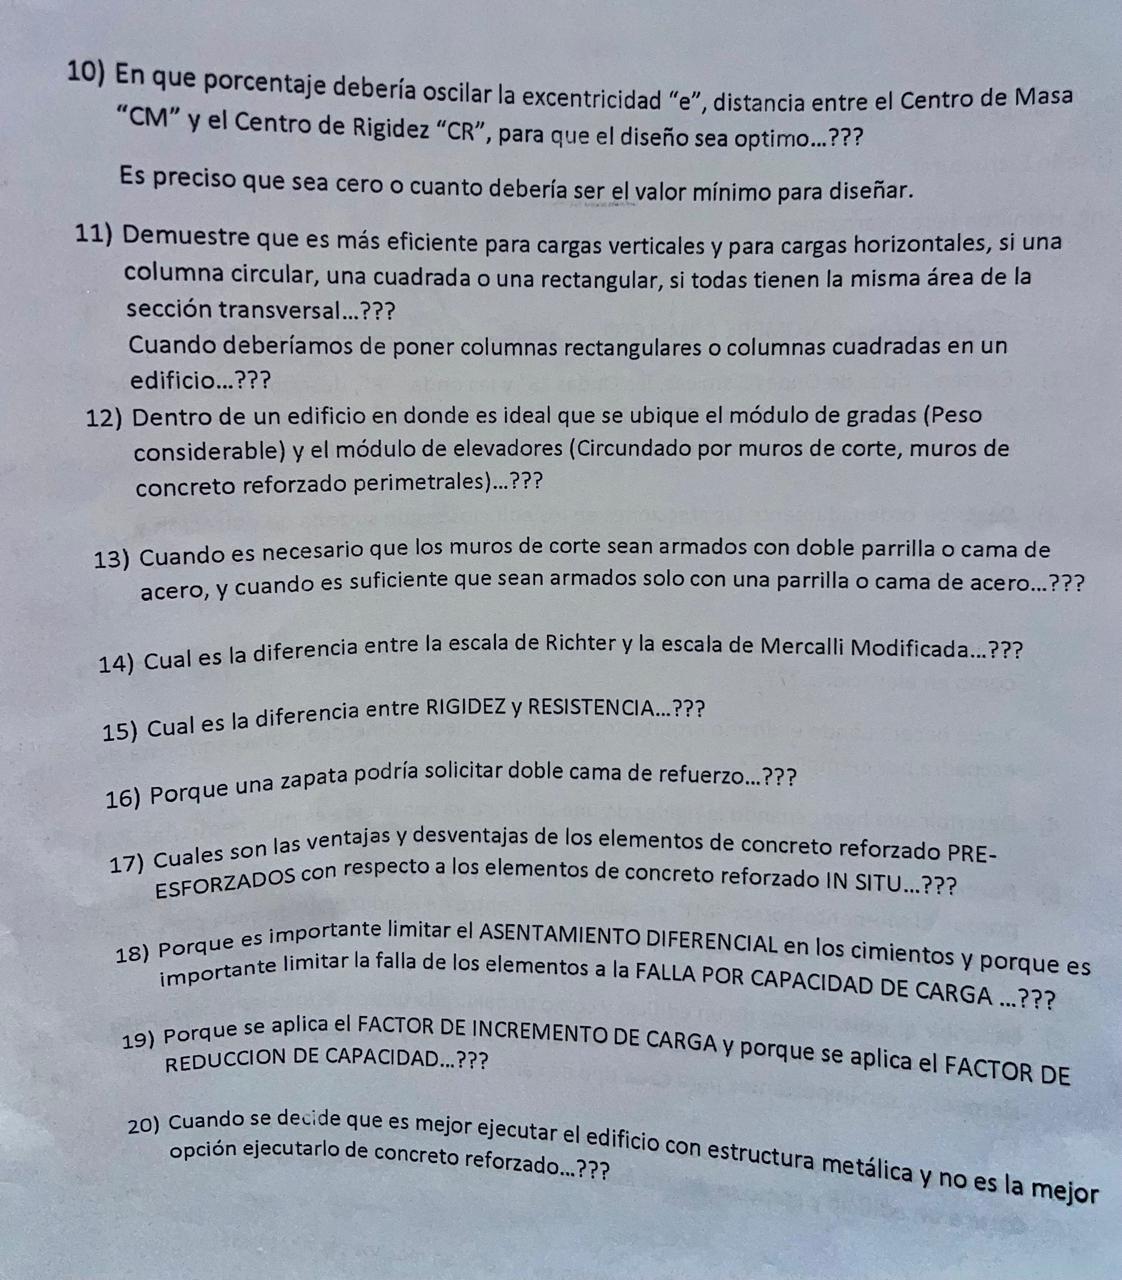 10) En que porcentaje debería oscilar la excentricidad “e”, distancia entre el Centro de Masa
“CM” y el Centro de Rigidez “CR”, para que el diseño sea optimo...???
Es preciso que sea cero o cuanto debería ser el valor mínimo para diseñar.
11) Demuestre que es más eficiente para cargas verticales y para cargas horizontales, si una
columna circular, una cuadrada o una rectangular, si todas tienen la misma área de la
sección transversal...???
Cuando deberíamos de poner columnas rectangulares o columnas cuadradas en un
edificio...???
12) Dentro de un edificio en donde es ideal que se ubique el módulo de gradas (Peso
considerable) y el módulo de elevadores (Circundado por muros de corte, muros de
concreto reforzado perimetrales)...???
13) Cuando es necesario que los muros de corte sean armados con doble parrilla o cama de
acero, y cuando es suficiente que sean armados solo con una parrilla o cama de acero...???
14) Cual es la diferencia entre la escala de Richter y la escala de Mercalli Modificada...???
15) Cual es la diferencia entre RIGIDEZ y RESISTENCIA...???
16) Porque una zapata podría solicitar doble cama de refuerzo...???
17) Cuales son las ventajas y desventajas de los elementos de concreto reforzado PRE-
ESFORZADOS con respecto a los elementos de concreto reforzado IN SITU...???
18) Porque es importante limitar el ASENTAMIENTO DIFERENCIAL en los cimientos y porque es
importante limitar la falla de los elementos a la FALLA POR CAPACIDAD DE CARGA ...???
19) Porque se aplica el FACTOR DE INCREMENTO DE CARGA y porque se aplica el FACTOR DE
REDUCCION DE CAPACIDAD...???
20) Cuando se decide que es mejor ejecutar el edificio con estructura metálica y no es la mejor
opción ejecutarlo de concreto reforzado...???